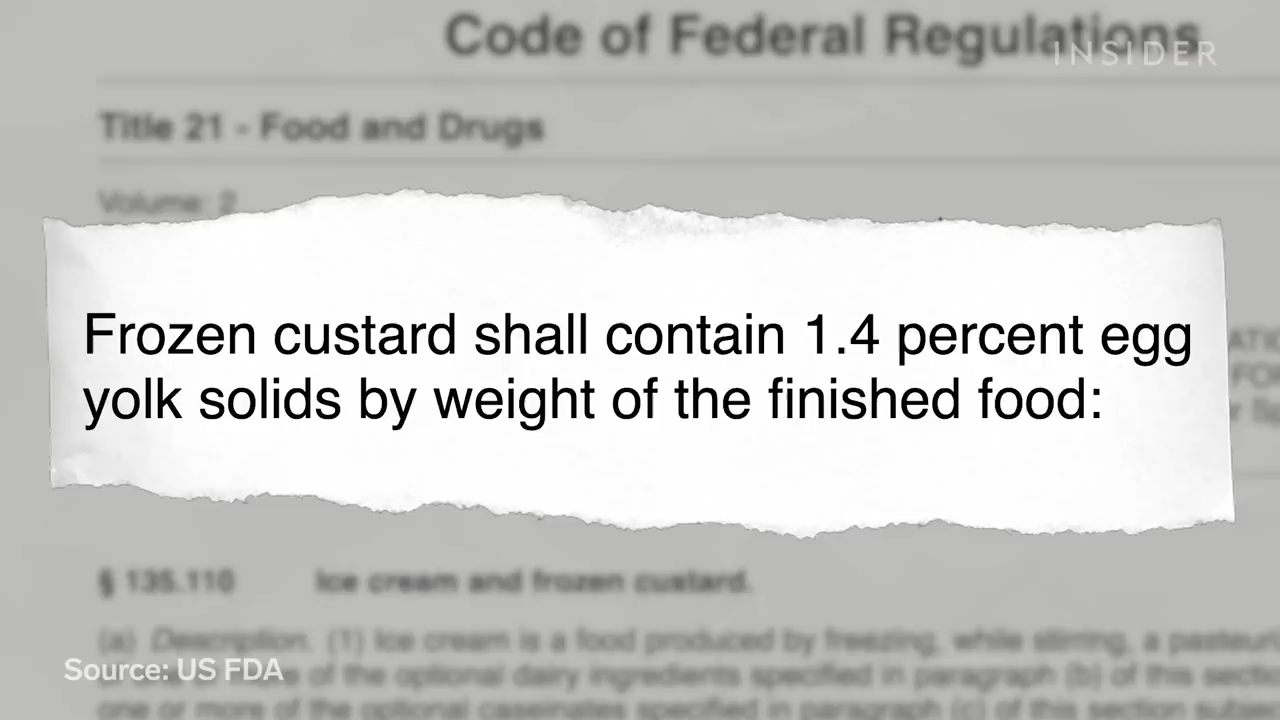 Code of Federal Regulations
INSIDER
Title 21 - Food and Drugs
Volume: 2
Frozen custard shall contain 1.4 percent egg
yolk solids by weight of the finished food:
§ 135.110 Ice cream and frozen custard.
(a) Description. (1) Ice cream is a food produced by freezing, while stirring, a
of the optional dairy ingredients specified in paragraph (b) of this
one or more of the optional caseinates specified in paragraph (c) of this section
Source: US FDA